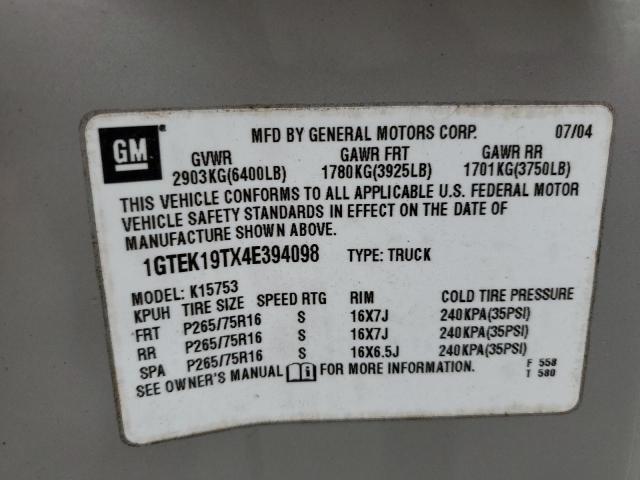 GM®
MFD BY GENERAL MOTORS CORP. 07/04
GVWR GAWR FRT GAWR RR
2903KG(6400LB) 1780KG(3925LB) 1701KG(3750LB)
THIS VEHICLE CONFORMS TO ALL APPLICABLE U.S. FEDERAL MOTOR
VEHICLE SAFETY STANDARDS IN EFFECT ON THE DATE OF
MANUFACTURE SHOWN ABOVE.
1GTEK19TX4E394098 TYPE: TRUCK
MODEL: K15753
KPUH TIRE SIZE SPEED RTG RIM COLD TIRE PRESSURE
FRT P265/75R16 S 16X7J 240KPA(35PSI)
RR P265/75R16 S 16X7J 240KPA(35PSI)
SPA P265/75R16 S 16X6.5J 240KPA(35PSI)
SEE OWNER'S MANUAL FOR MORE INFORMATION.
F 558
T 580